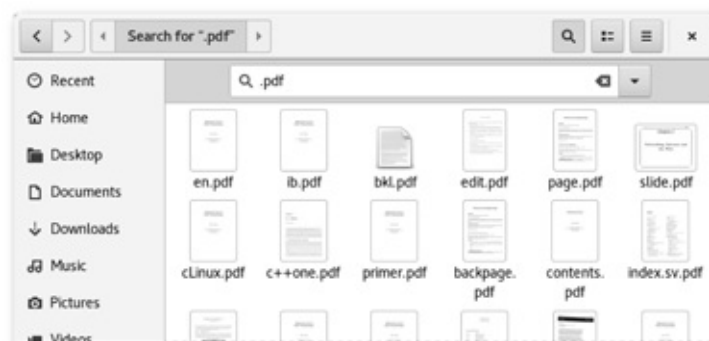 Search for ".pdf"
.pdf
Recent
Home
Desktop
Documents
Downloads
Music
Pictures
Videos
en.pdf ib.pdf bkl.pdf edit.pdf page.pdf slide.pdf
cLinux.pdf c++one.pdf primer.pdf backpage.pdf contents.pdf index.sv.pdf